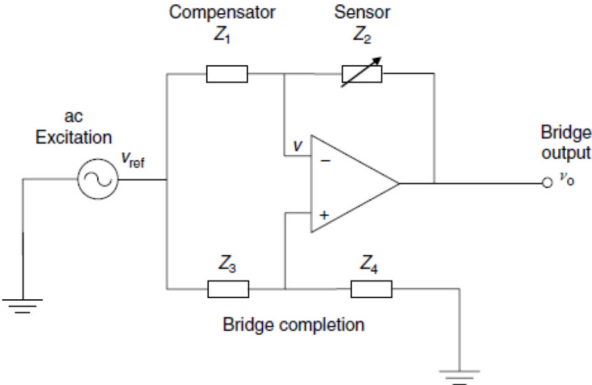 Compensator
Z1
Sensor
Z2
ac
Excitation
vref
v
−
+
Bridge
output
vo
Z3
Z4
Bridge completion